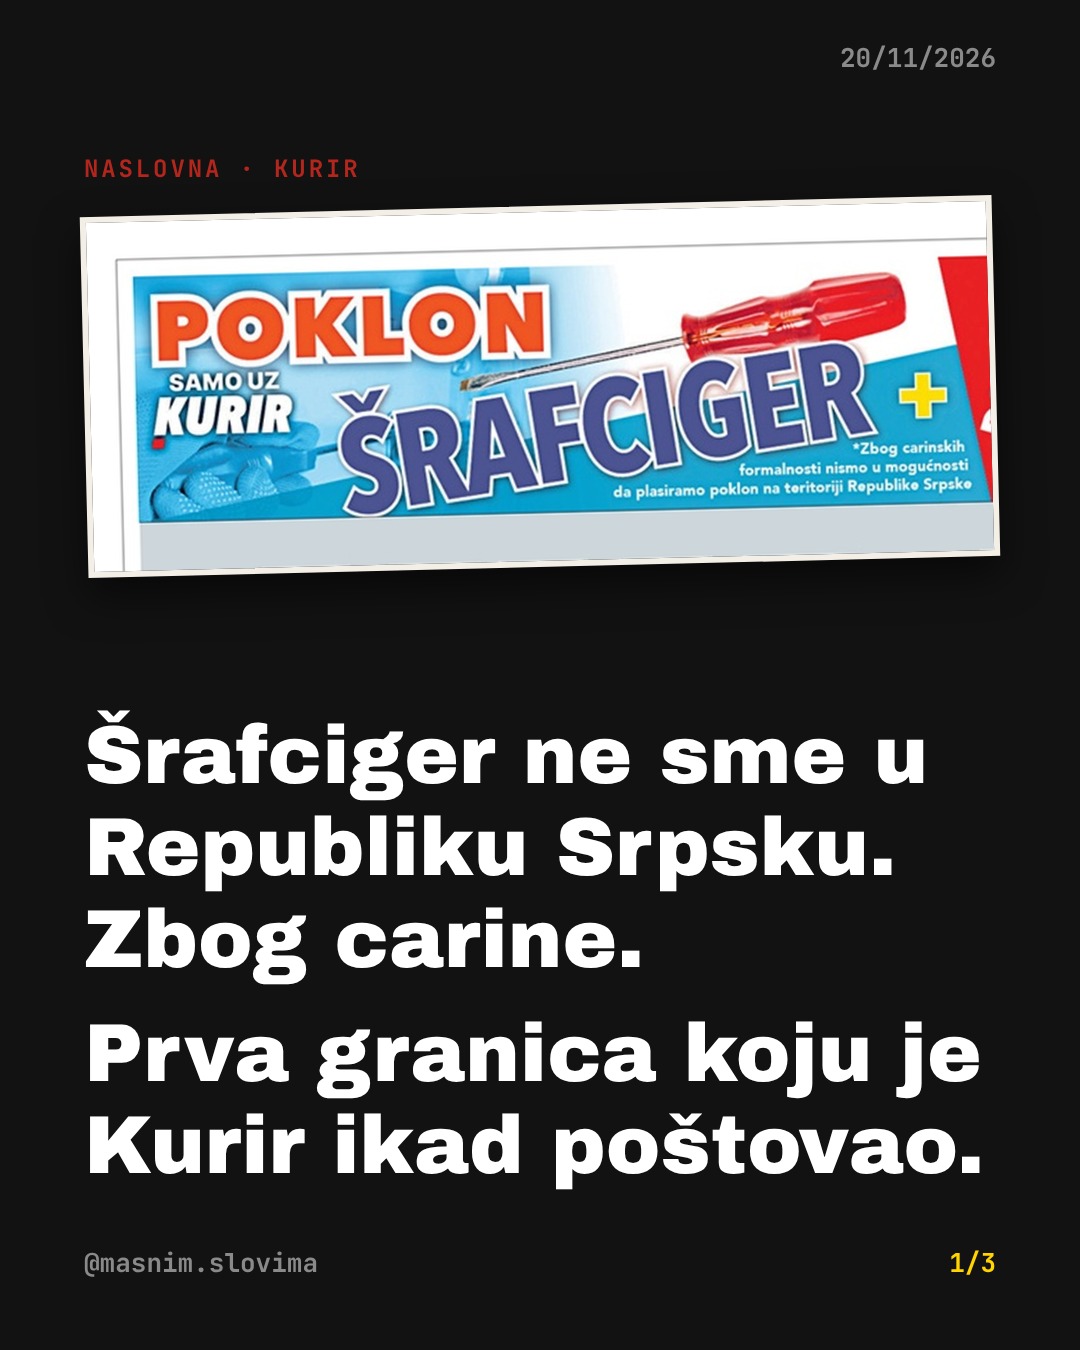 20/11/2026
NASLOVNA · KURIR
POKLON
SAMO UZ
KURIR
ŠRAFCIGER +
*Zbog carinskih
formalnosti nismo u mogućnosti
da plasiramo poklon na teritoriji Republike Srpske
Šrafciger ne sme u
Republiku Srpsku.
Zbog carine.
Prva granica koju je
Kurir ikad poštovao.
@masnim.slovima
1/3